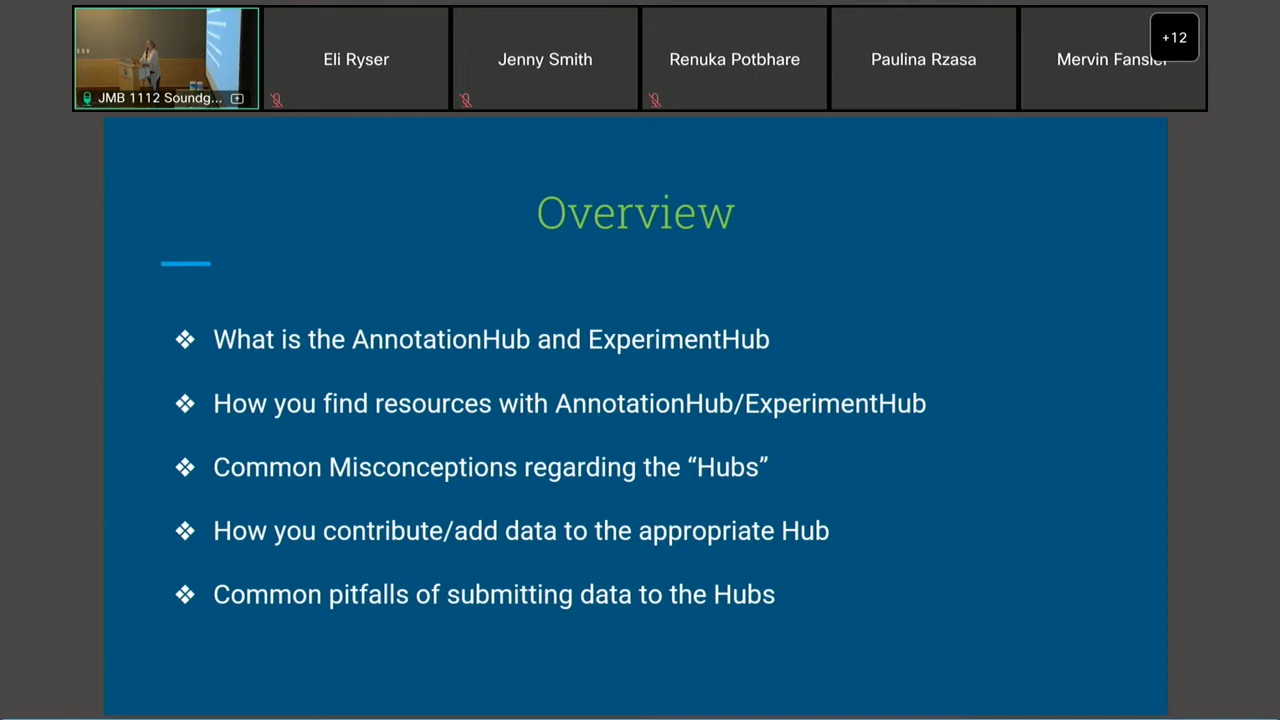 JMB 1112 Soundg...
Eli Ryser
Jenny Smith
Renuka Potbhare
Paulina Rzasa
Mervin Fansler
+12
Overview
❖ What is the AnnotationHub and ExperimentHub
❖ How you find resources with AnnotationHub/ExperimentHub
❖ Common Misconceptions regarding the “Hubs”
❖ How you contribute/add data to the appropriate Hub
❖ Common pitfalls of submitting data to the Hubs